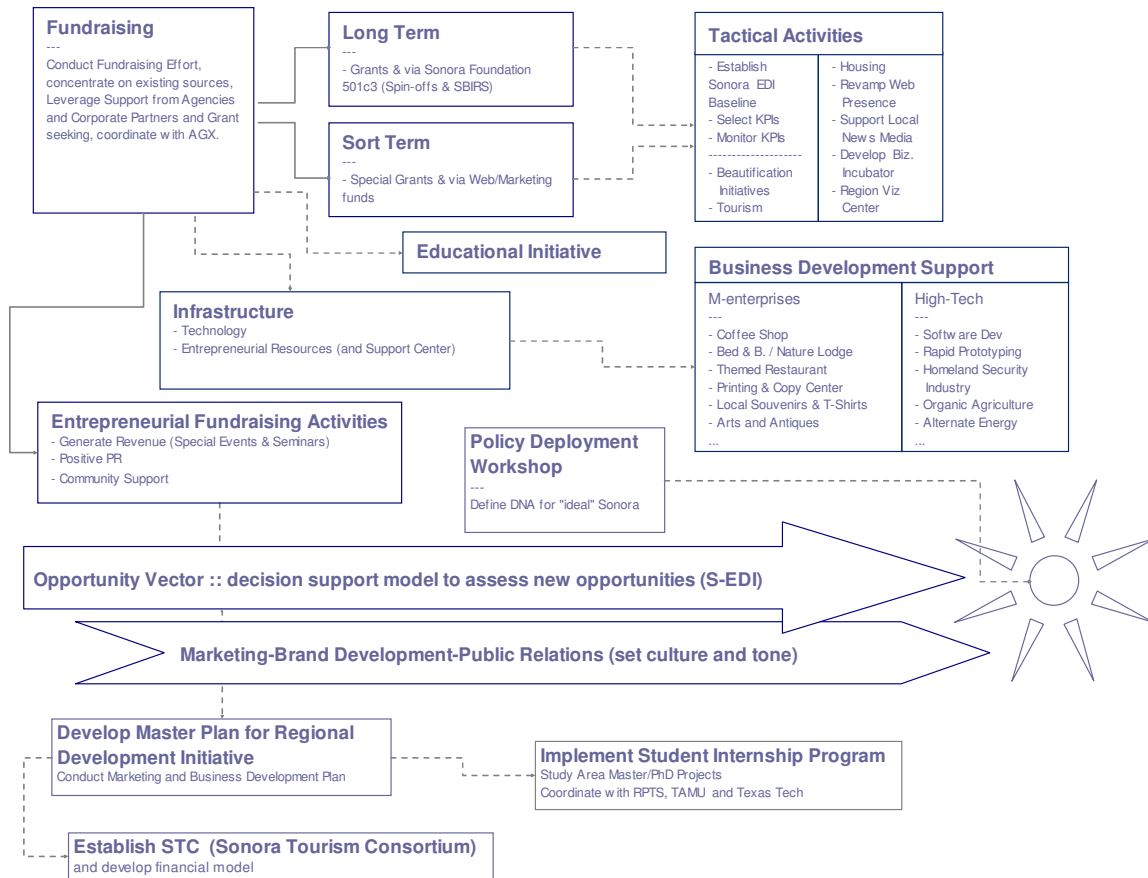 Fundraising
---
Conduct Fundraising Effort,
concentrate on existing sources,
Leverage Support from Agencies
and Corporate Partners and Grant
seeking, coordinate with AGX.
Long Term
---
- Grants & via Sonora Foundation
501c3 (Spin-offs & SBIRS)
Sort Term
---
- Special Grants & via Web/Marketing
funds
Tactical Activities
- Establish
Sonora EDI
Baseline
- Select KPIs
- Monitor KPIs
--------------------
- Beautification
Initiatives
- Tourism
- Housing
- Revamp Web
Presence
- Support Local
News Media
- Develop Biz.
Incubator
- Region Viz
Center
Educational Initiative
Infrastructure
- Technology
- Entrepreneurial Resources (and Support Center)
Business Development Support
M-enterprises
---
- Coffee Shop
- Bed & B. / Nature Lodge
- Themed Restaurant
- Printing & Copy Center
- Local Souvenirs & T-Shirts
- Arts and Antiques
...
High-Tech
---
- Software Dev
- Rapid Prototyping
- Homeland Security
Industry
- Organic Agriculture
- Alternate Energy
...
Entrepreneurial Fundraising Activities
- Generate Revenue (Special Events & Seminars)
- Positive PR
- Community Support
Policy Deployment
Workshop
---
Define DNA for "ideal" Sonora
Opportunity Vector :: decision support model to assess new opportunities (S-EDI)
Marketing-Brand Development-Public Relations (set culture and tone)
Develop Master Plan for Regional
Development Initiative
Conduct Marketing and Business Development Plan
Implement Student Internship Program
Study Area Master/PhD Projects
Coordinate with RPTS, TAMU and Texas Tech
Establish STC (Sonora Tourism Consortium)
and develop financial model